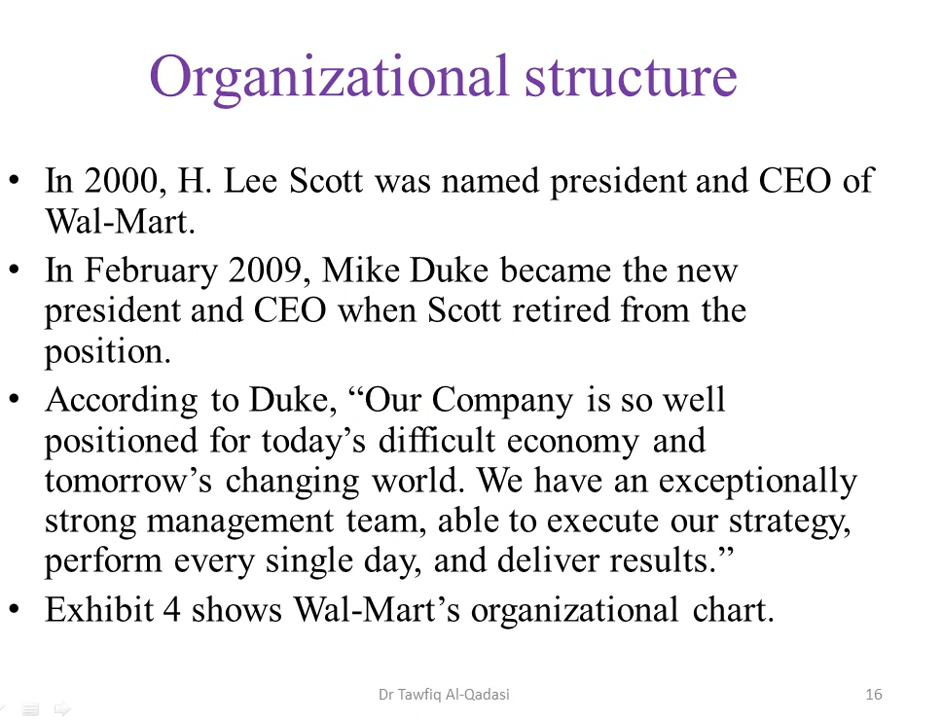 Organizational structure
• In 2000, H. Lee Scott was named president and CEO of
Wal-Mart.
• In February 2009, Mike Duke became the new
president and CEO when Scott retired from the
position.
• According to Duke, “Our Company is so well
positioned for today’s difficult economy and
tomorrow’s changing world. We have an exceptionally
strong management team, able to execute our strategy,
perform every single day, and deliver results.”
• Exhibit 4 shows Wal-Mart’s organizational chart.
Dr Tawfiq Al-Qadasi
16